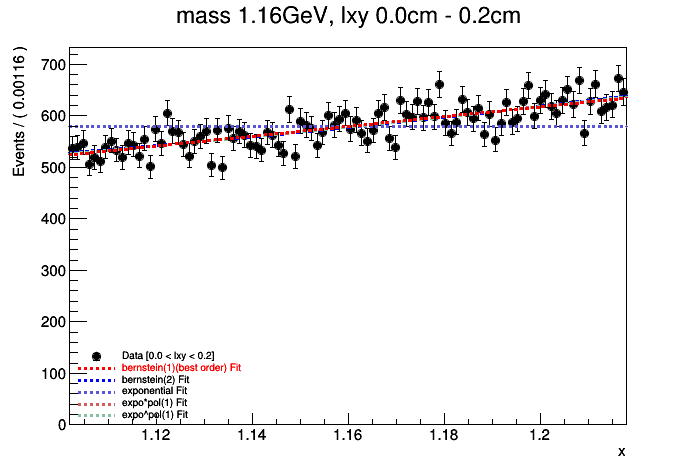 mass 1.16GeV, lxy 0.0cm - 0.2cm
Events / ( 0.00116 )
700
600
500
400
300
200
100
0
Data [0.0 < lxy < 0.2]
bernstein(1)(best order) Fit
bernstein(2) Fit
exponential Fit
expo*pol(1) Fit
expo^pol(1) Fit
1.12 1.14 1.16 1.18 1.2
x